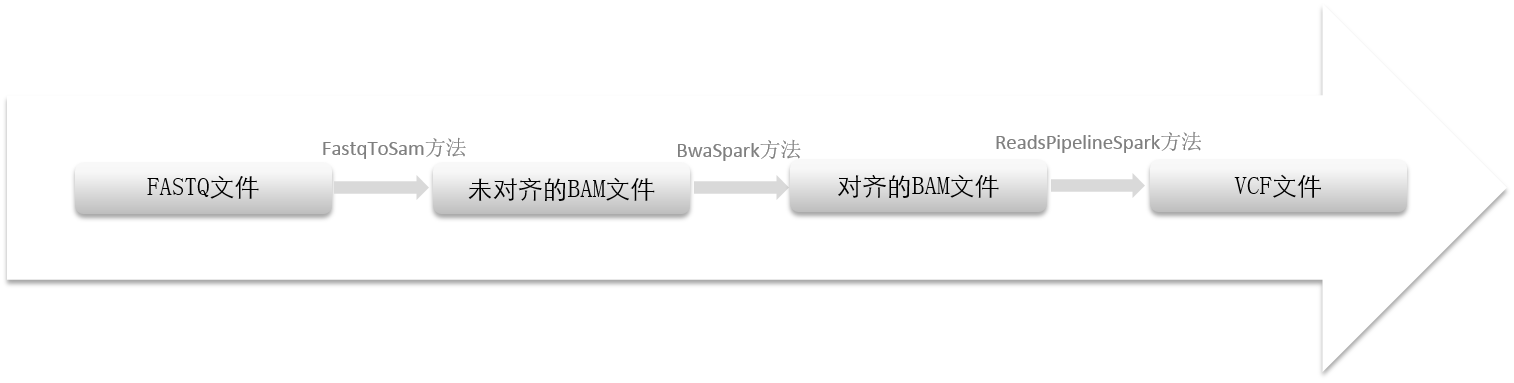 FastqToSam方法
BwaSpark方法
ReadsPipelineSpark方法
FASTQ文件
未对齐的BAM文件
对齐的BAM文件
VCF文件